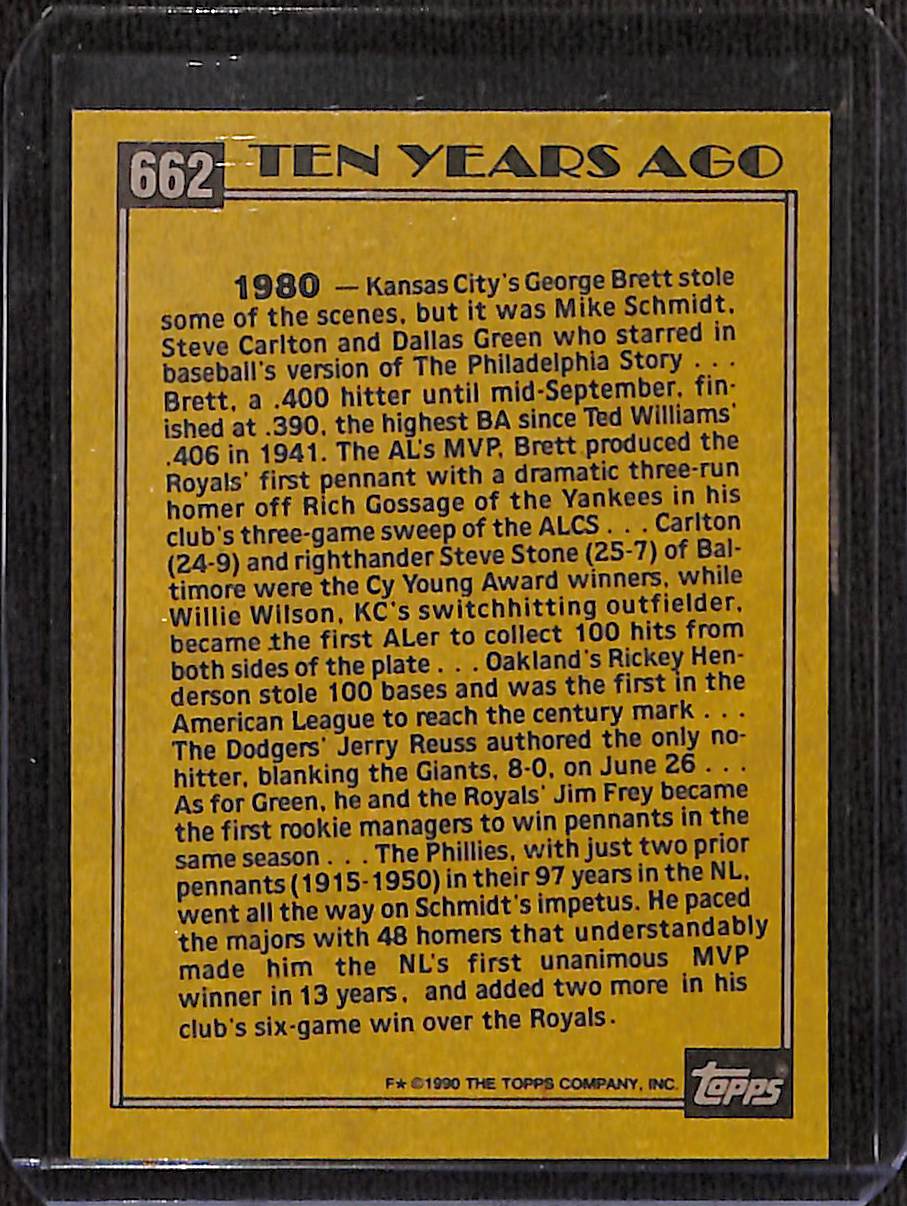 662 TEN YEARS AGO
1980 — Kansas City's George Brett stole
some of the scenes, but it was Mike Schmidt,
Steve Carlton and Dallas Green who starred in
baseball's version of The Philadelphia Story . . .
Brett, a .400 hitter until mid-September, fin-
ished at .390, the highest BA since Ted Williams'
.406 in 1941. The AL's MVP, Brett produced the
Royals' first pennant with a dramatic three-run
homer off Rich Gossage of the Yankees in his
club's three-game sweep of the ALCS . . . Carlton
(24-9) and righthander Steve Stone (25-7) of Bal-
timore were the Cy Young Award winners, while
Willie Wilson, KC's switchhitting outfielder,
became the first ALer to collect 100 hits from
both sides of the plate . . . Oakland's Rickey Hen-
derson stole 100 bases and was the first in the
American League to reach the century mark . . .
The Dodgers' Jerry Reuss authored the only no-
hitter, blanking the Giants, 8-0, on June 26 . . .
As for Green, he and the Royals' Jim Frey became
the first rookie managers to win pennants in the
same season . . . The Phillies, with just two prior
pennants (1915-1950) in their 97 years in the NL,
went all the way on Schmidt's impetus. He paced
the majors with 48 homers that understandably
made him the NL's first unanimous MVP
winner in 13 years, and added two more in his
club's six-game win over the Royals.
F★ ©1990 THE TOPPS COMPANY, INC. topps®